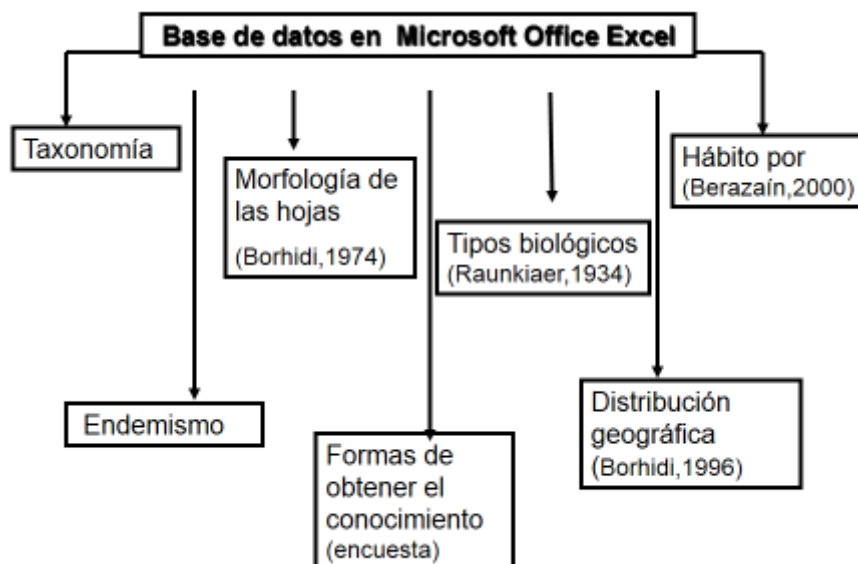 Base de datos en Microsoft Office Excel
Taxonomía
Morfología de
las hojas
(Borhidi,1974)
Hábito por
(Berazaín,2000)
Tipos biológicos
(Raunkiaer,1934)
Endemismo
Formas de
obtener el
conocimiento
(encuesta)
Distribución
geográfica
(Borhidi,1996)